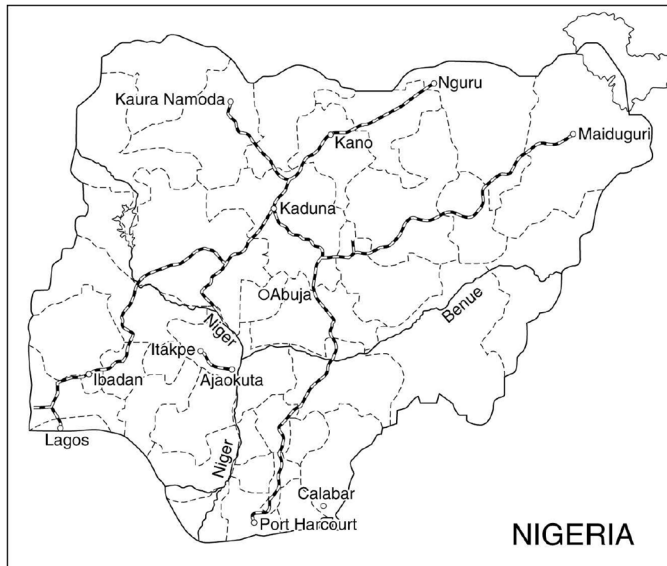 Nguru
Kaura Namoda
Kano
Maiduguri
Kaduna
Abuja
Benue
Niger
Itakpe
Ajaokuta
Ibadan
Lagos
Niger
Calabar
Port Harcourt
NIGERIA